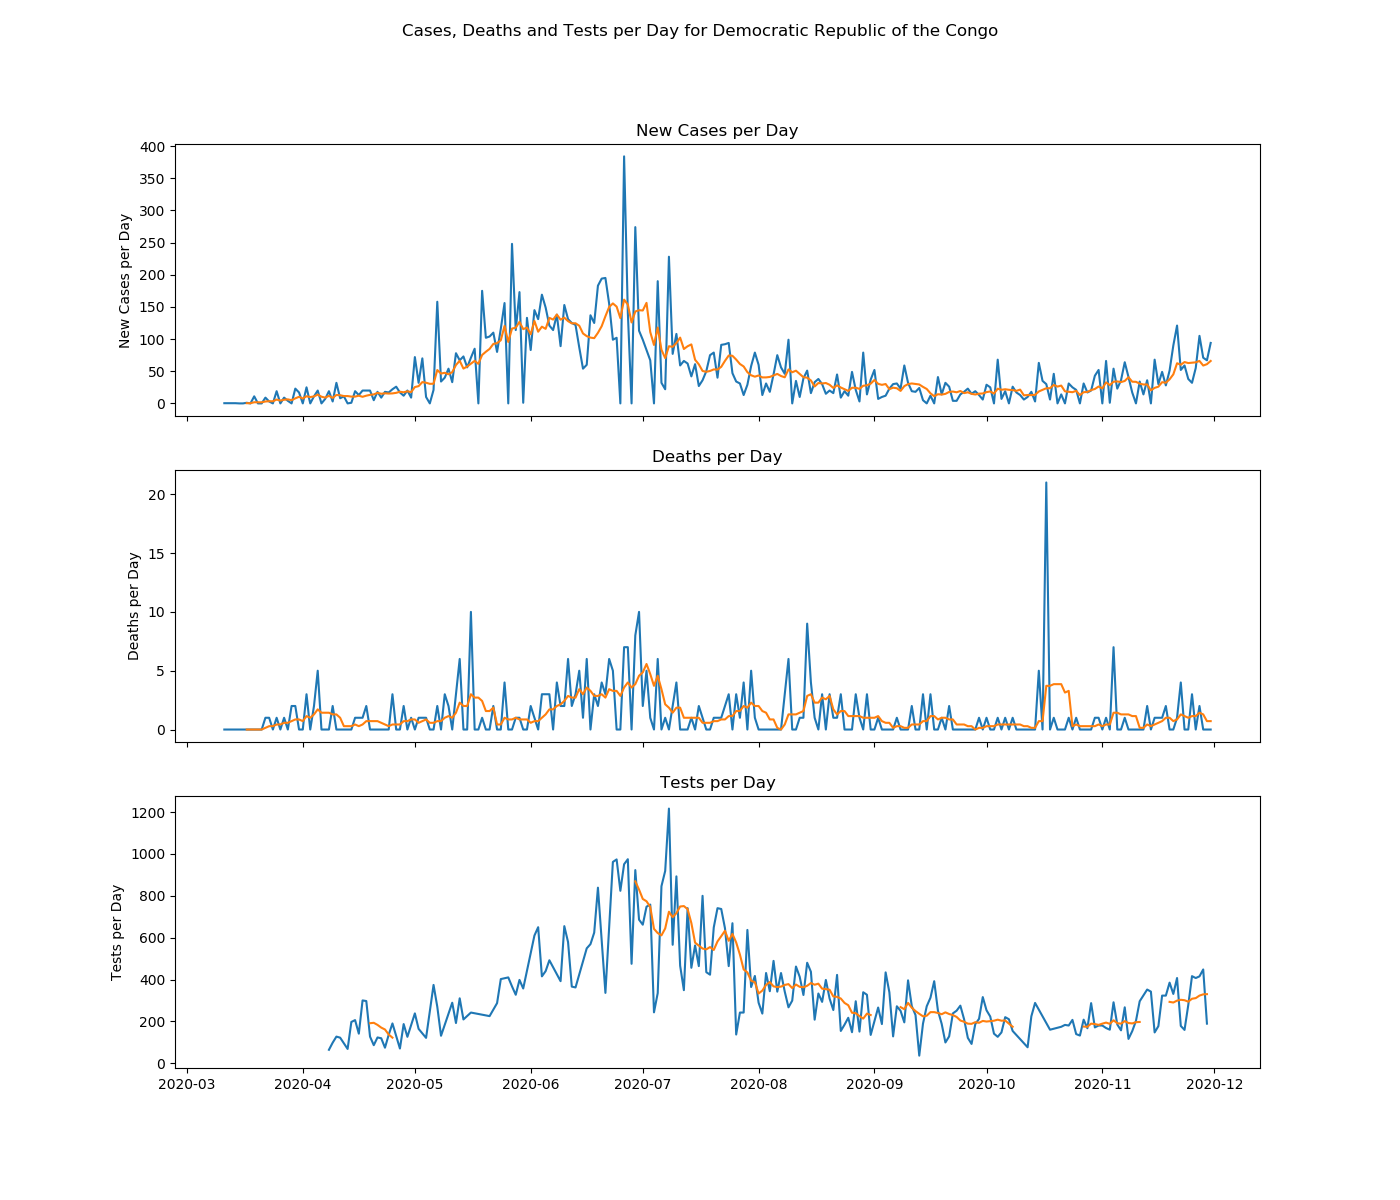 Cases, Deaths and Tests per Day for Democratic Republic of the Congo
New Cases per Day
400
350
300
250
200
150
100
50
0
New Cases per Day
Deaths per Day
20
15
10
5
0
Deaths per Day
Tests per Day
1200
1000
800
600
400
200
0
Tests per Day
2020-03 2020-04 2020-05 2020-06 2020-07 2020-08 2020-09 2020-10 2020-11 2020-12